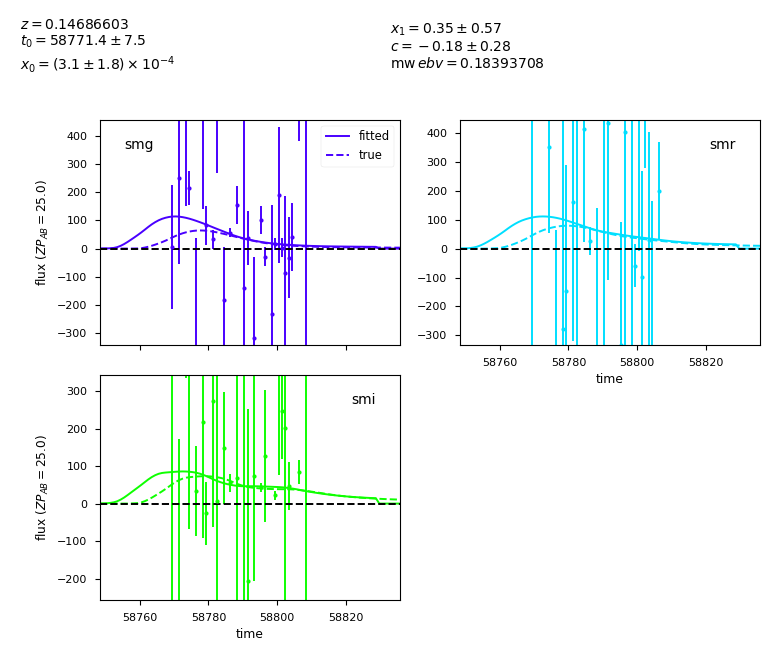 z = 0.14686603
t₀ = 58771.4 ± 7.5
x₀ = (3.1 ± 1.8) × 10⁻⁴
x₁ = 0.35 ± 0.57
c = −0.18 ± 0.28
mw ebv = 0.18393708
smg
fitted
true
400
300
200
100
0
−100
−200
−300
flux (ZP_AB = 25.0)
smr
400
300
200
100
0
−100
−200
−300
58760 58780 58800 58820
time
smi
300
200
100
0
−100
−200
flux (ZP_AB = 25.0)
58760 58780 58800 58820
time